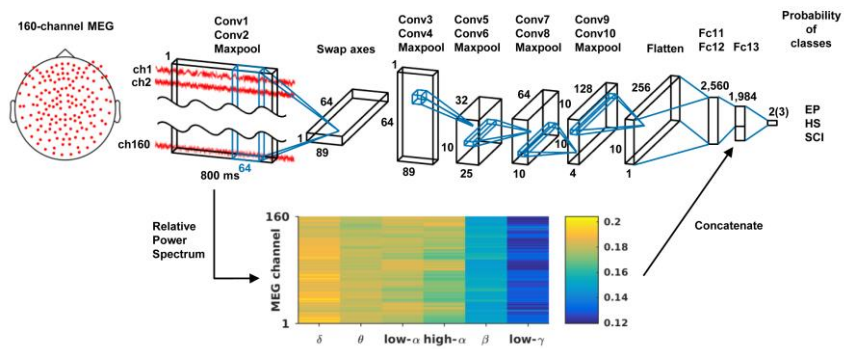 160-channel MEG
Conv1
Conv2
Maxpool
Swap axes
Conv3
Conv4
Maxpool
Conv5
Conv6
Maxpool
Conv7
Conv8
Maxpool
Conv9
Conv10
Maxpool
Flatten
Fc11
Fc12
Fc13
Probability
of
classes
1
ch1
ch2
ch160
64
800 ms
64
1
89
1
64
89
32
10
25
64
10
10
128
10
4
256
10
1
2,560
1,984
2(3)
EP
HS
SCI
Relative
Power
Spectrum
Concatenate
160
MEG channel
1
δ θ low-α high-α β low-γ
0.2
0.18
0.16
0.14
0.12